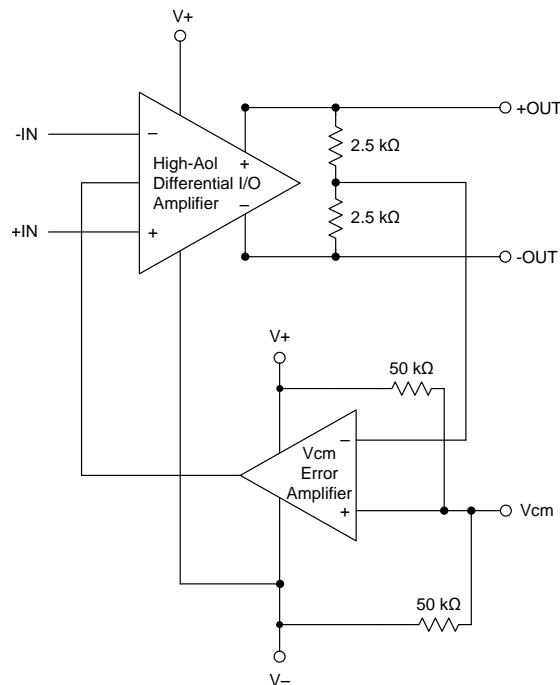 V+
+OUT
-IN
−
2.5 kΩ
High-Aol
+
Differential I/O
Amplifier
−
2.5 kΩ
+IN
+
-OUT
V+
50 kΩ
−
Vcm
Error
Amplifier
+
Vcm
50 kΩ
V–